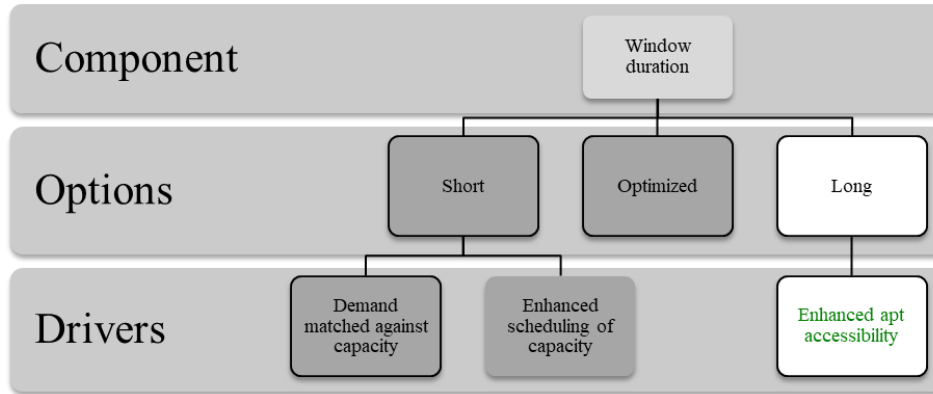 Component
Window
duration
Options
Short
Optimized
Long
Drivers
Demand
matched against
capacity
Enhanced
scheduling of
capacity
Enhanced apt
accessibility